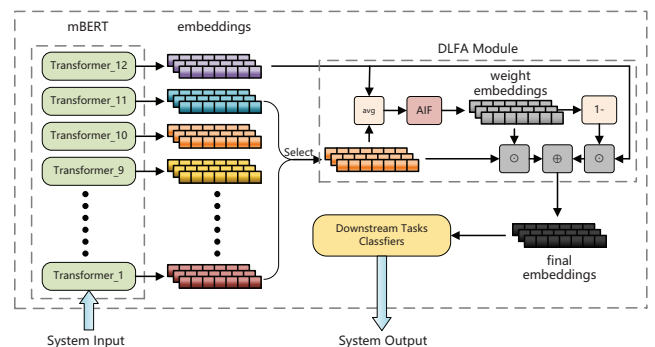 mBERT
embeddings
DLFA Module
Transformer_12
Transformer_11
Transformer_10
Transformer_9
Transformer_1
Select
avg
AIF
weight
embeddings
1-
⊙
⊕
⊙
Downstream Tasks
Classfiers
final
embeddings
System Input
System Output